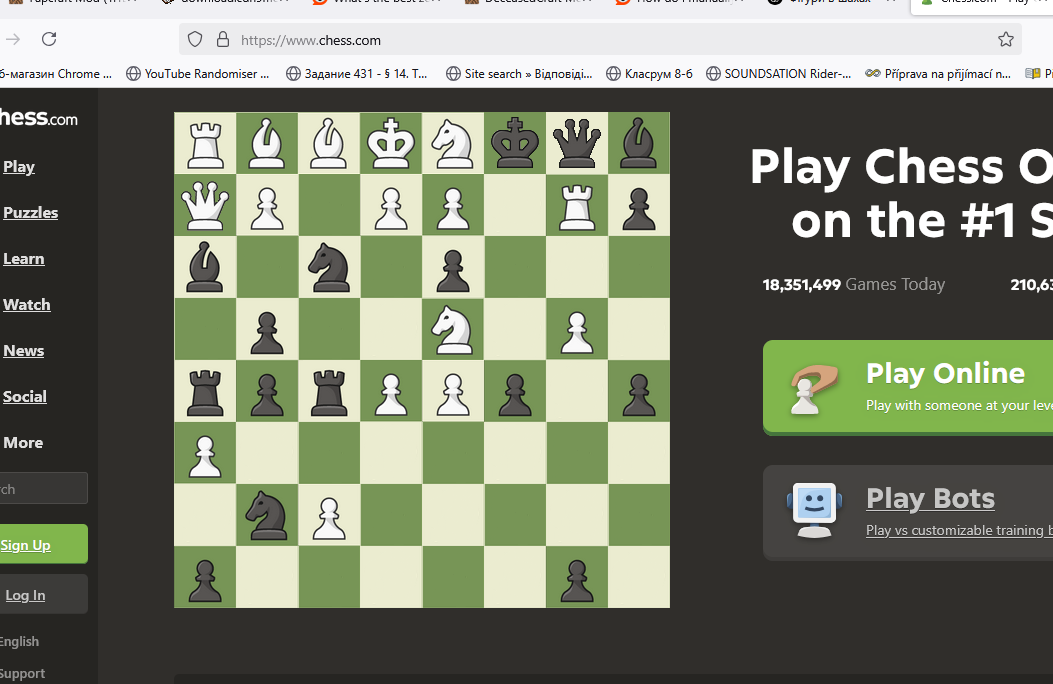 https://www.chess.com
YouTube Randomiser ...
Задание 431 - § 14. Т...
Site search » Відповіді...
Класрум 8-б
SOUNDSATION Rider-...
Příprava na přijímací n...
б-магазин Chrome ...
hess.com
Play
Puzzles
Learn
Watch
News
Social
More
rch
Sign Up
Log In
English
Support
Play Chess O
on the #1 S
18,351,499 Games Today
210,63
Play Online
Play with someone at your leve
Play Bots
Play vs customizable training b